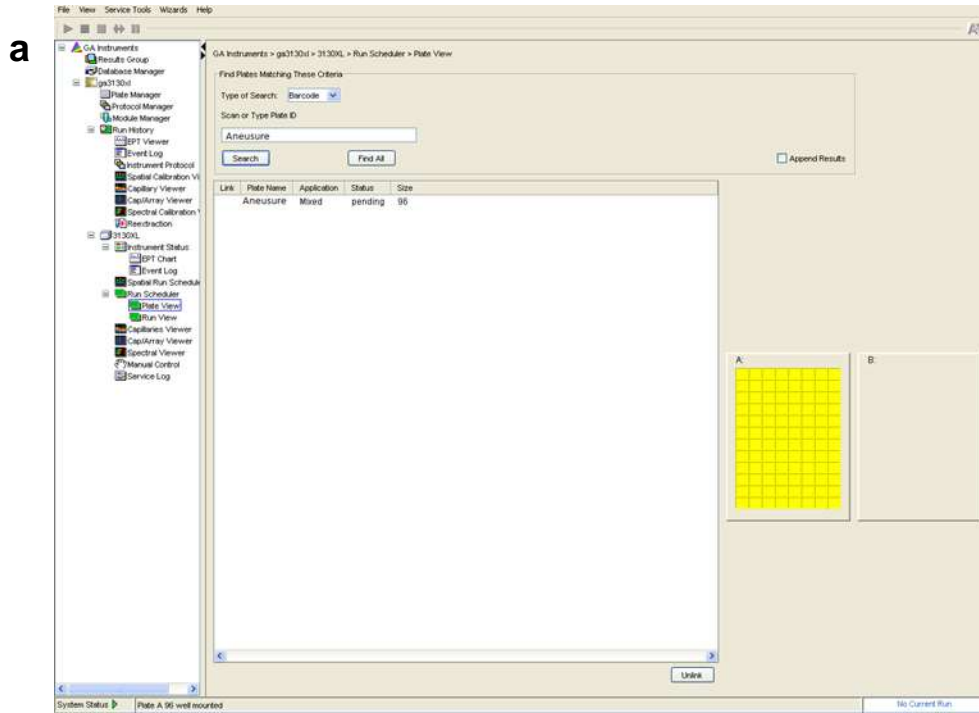 a
File View Service Tools Wizards Help
GA Instruments
Results Group
Database Manager
ga3130xl
Plate Manager
Protocol Manager
Module Manager
Run History
EPT Viewer
Event Log
Instrument Protocol
Spatial Calibration Vi
Capillary Viewer
Cap/Array Viewer
Spectral Calibration V
Reextraction
3130XL
Instrument Status
EPT Chart
Event Log
Spatial Run Schedule
Run Scheduler
Plate View
Run View
Capillaries Viewer
Cap/Array Viewer
Spectral Viewer
Manual Control
Service Log
GA Instruments > ga3130xl > 3130XL > Run Scheduler > Plate View
Find Plates Matching These Criteria
Type of Search: Barcode
Scan or Type Plate ID
Aneusure
Search Find All Append Results
Link Plate Name Application Status Size
Aneusure Mixed pending 96
A: B:
Unlink
System Status Plate A 96 well mounted No Current Run